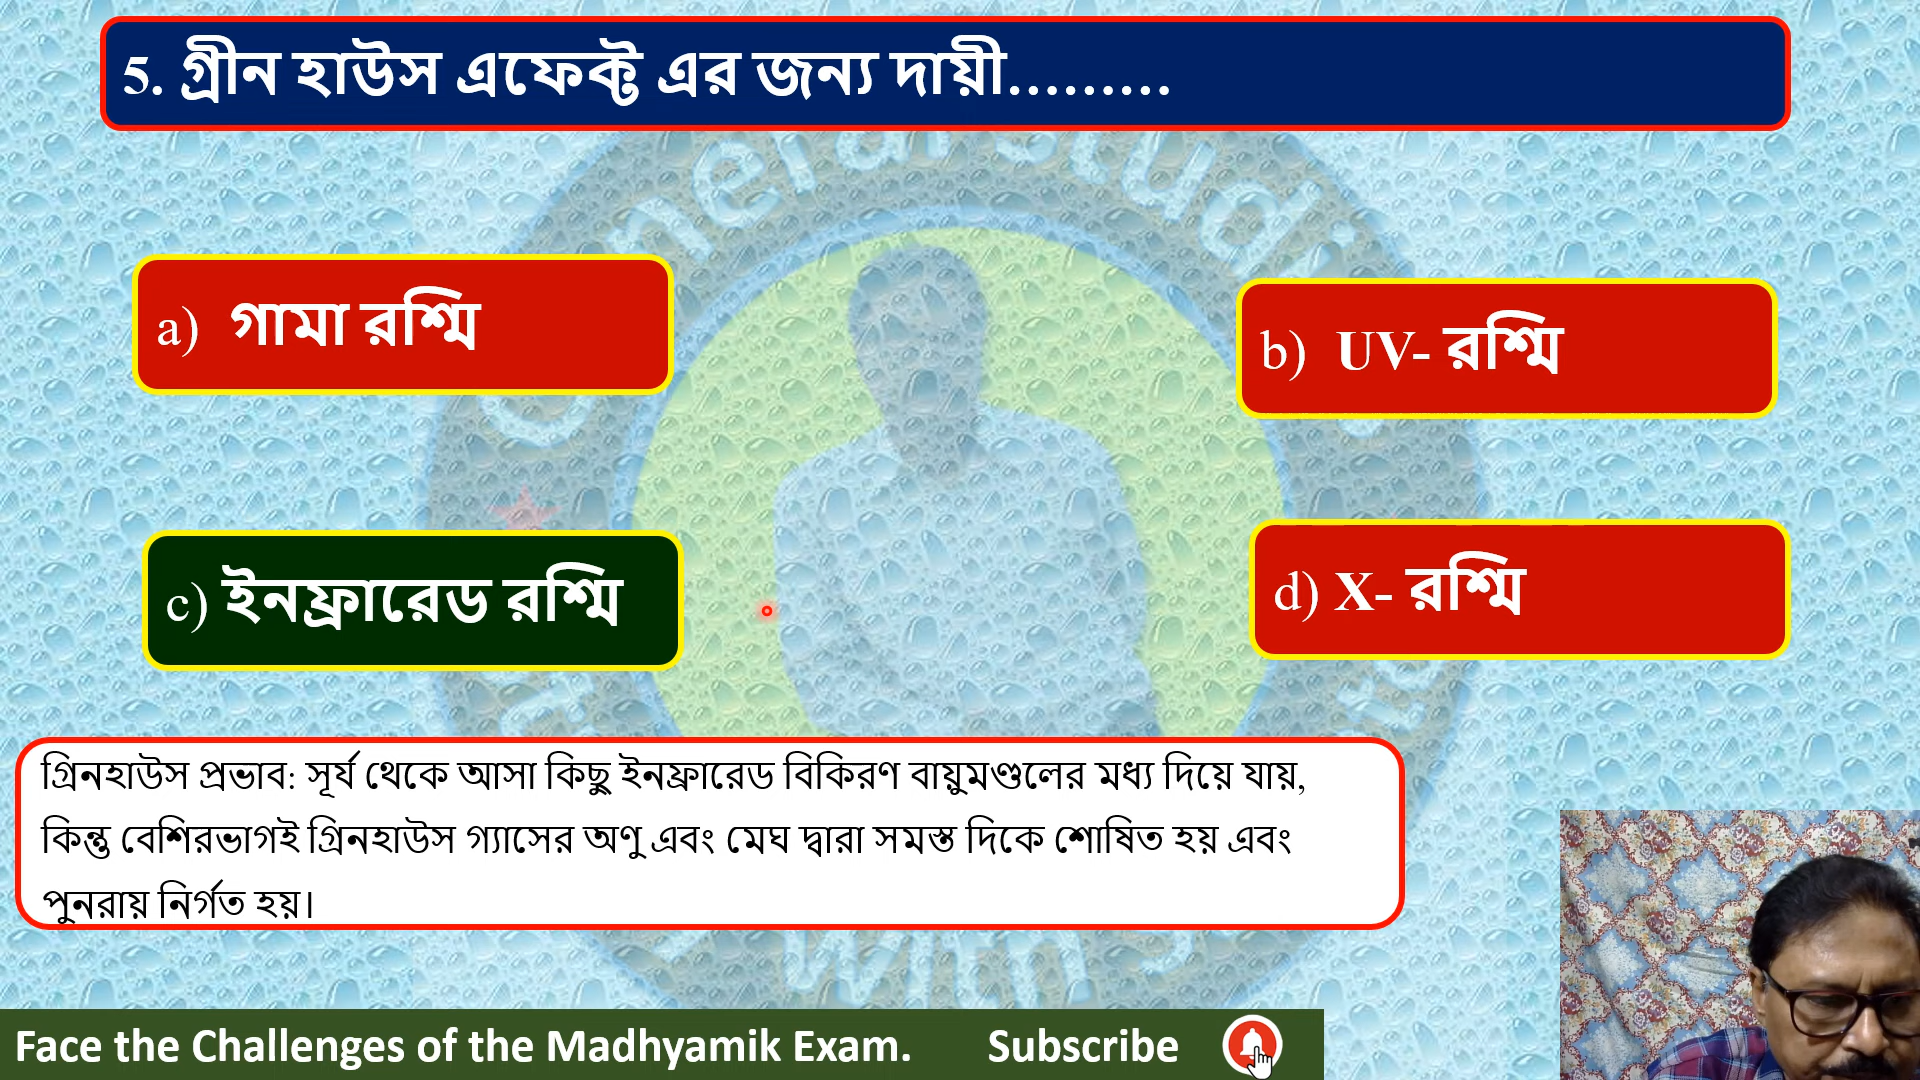 5. গ্রীন হাউস এফেক্ট এর জন্য দায়ী.........
a) গামা রশ্মি
b) UV- রশ্মি
c) ইনফ্রারেড রশ্মি
d) X- রশ্মি
গ্রিনহাউস প্রভাব: সূর্য থেকে আসা কিছু ইনফ্রারেড বিকিরণ বায়ুমণ্ডলের মধ্য দিয়ে যায়,
কিন্তু বেশিরভাগই গ্রিনহাউস গ্যাসের অণু এবং মেঘ দ্বারা সমস্ত দিকে শোষিত হয় এবং
পুনরায় নির্গত হয়।
Face the Challenges of the Madhyamik Exam. Subscribe